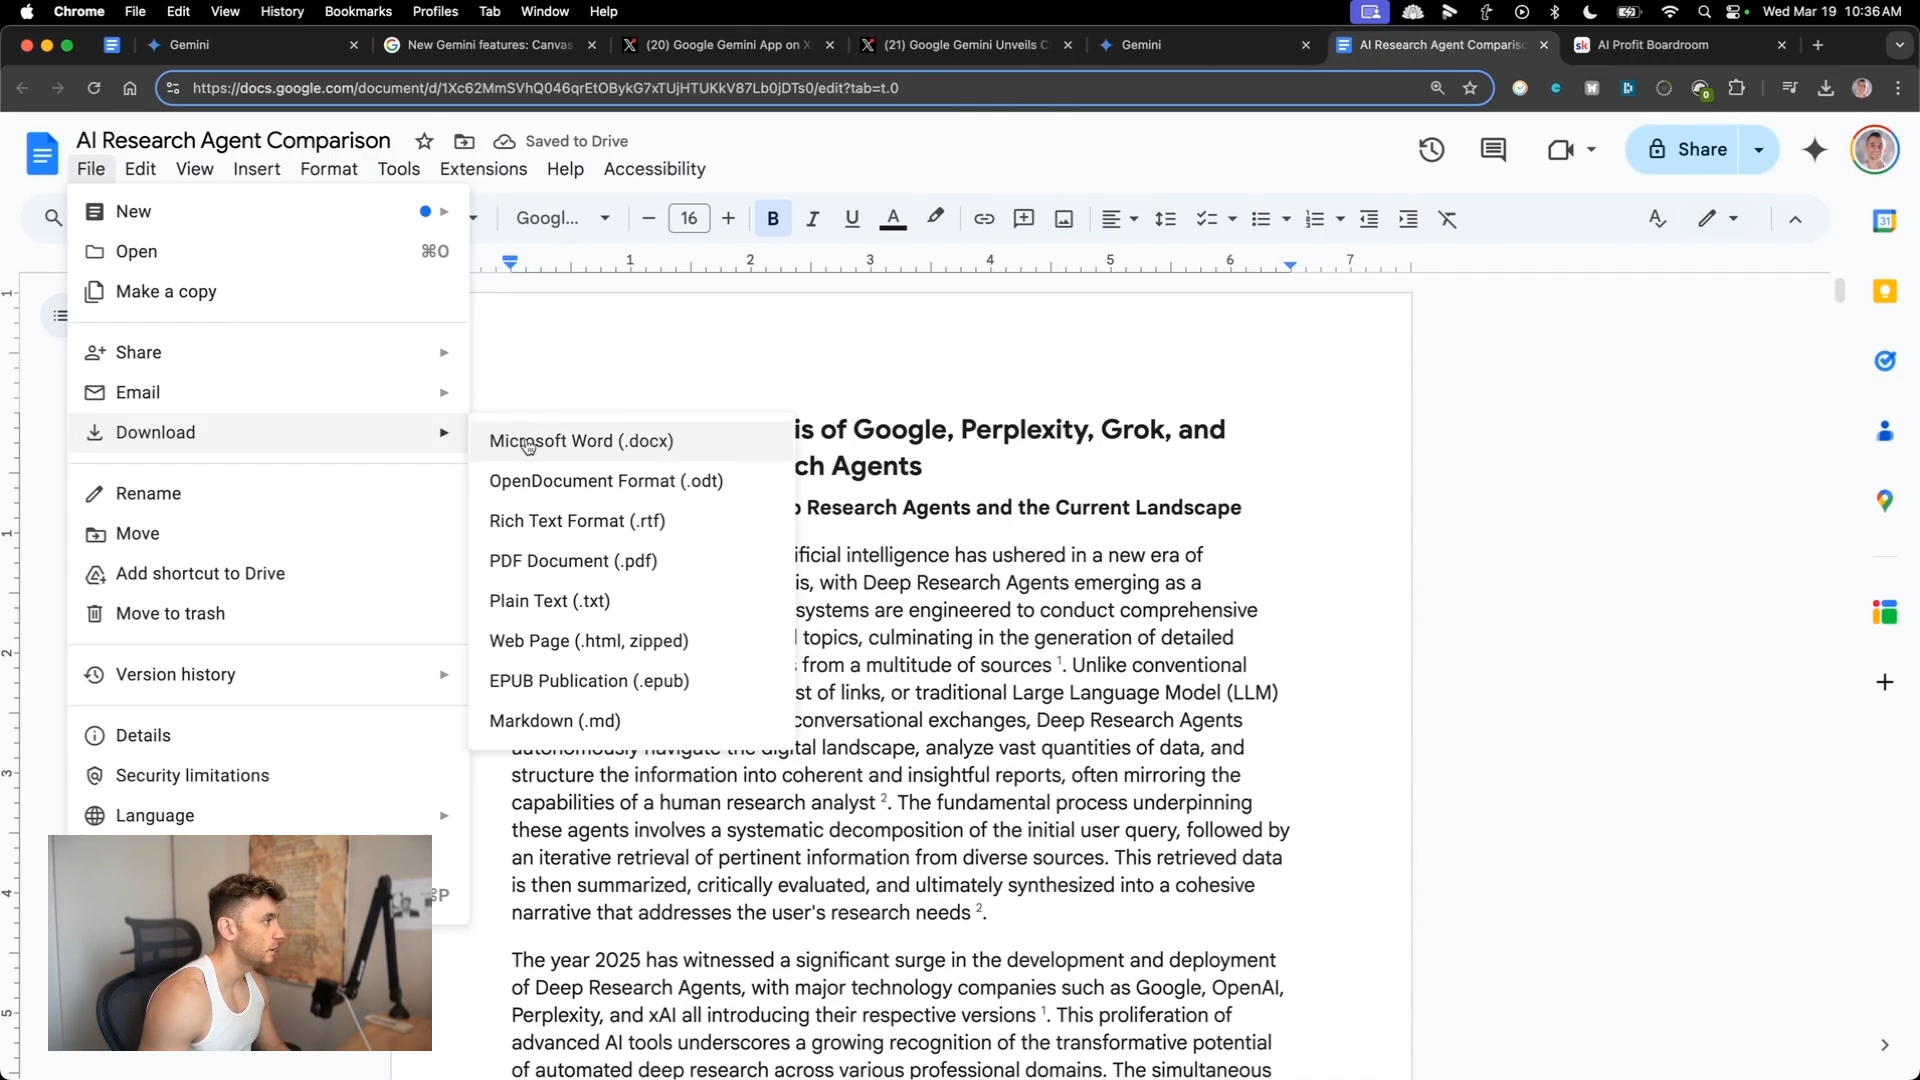 Chrome File Edit View History Bookmarks Profiles Tab Window Help Wed Mar 19 10:36 AM
Gemini New Gemini features: Canvas (20) Google Gemini App on X (21) Google Gemini Unveils C Gemini AI Research Agent Comparison AI Profit Boardroom
https://docs.google.com/document/d/1Xc62MmSVhQ046qrEtOBykG7xTUjHTUKkV87Lb0jDTs0/edit?tab=t.0
AI Research Agent Comparison Saved to Drive
Share
File Edit View Insert Format Tools Extensions Help Accessibility
Googl... 16 B I U A
1 2 3 4 5 6 7
New
Open ⌘O
Make a copy
Share
Email
Download
Rename
Move
Add shortcut to Drive
Move to trash
Version history
Details
Security limitations
Language
⌘P
Microsoft Word (.docx)
OpenDocument Format (.odt)
Rich Text Format (.rtf)
PDF Document (.pdf)
Plain Text (.txt)
Web Page (.html, zipped)
EPUB Publication (.epub)
Markdown (.md)
is of Google, Perplexity, Grok, and
ch Agents
Research Agents and the Current Landscape
ificial intelligence has ushered in a new era of
is, with Deep Research Agents emerging as a
systems are engineered to conduct comprehensive
topics, culminating in the generation of detailed
from a multitude of sources 1. Unlike conventional
st of links, or traditional Large Language Model (LLM)
conversational exchanges, Deep Research Agents
autonomously navigate the digital landscape, analyze vast quantities of data, and
structure the information into coherent and insightful reports, often mirroring the
capabilities of a human research analyst 2. The fundamental process underpinning
these agents involves a systematic decomposition of the initial user query, followed by
an iterative retrieval of pertinent information from diverse sources. This retrieved data
is then summarized, critically evaluated, and ultimately synthesized into a cohesive
narrative that addresses the user's research needs 2.
The year 2025 has witnessed a significant surge in the development and deployment
of Deep Research Agents, with major technology companies such as Google, OpenAI,
Perplexity, and xAI all introducing their respective versions 1. This proliferation of
advanced AI tools underscores a growing recognition of the transformative potential
of automated deep research across various professional domains. The simultaneous